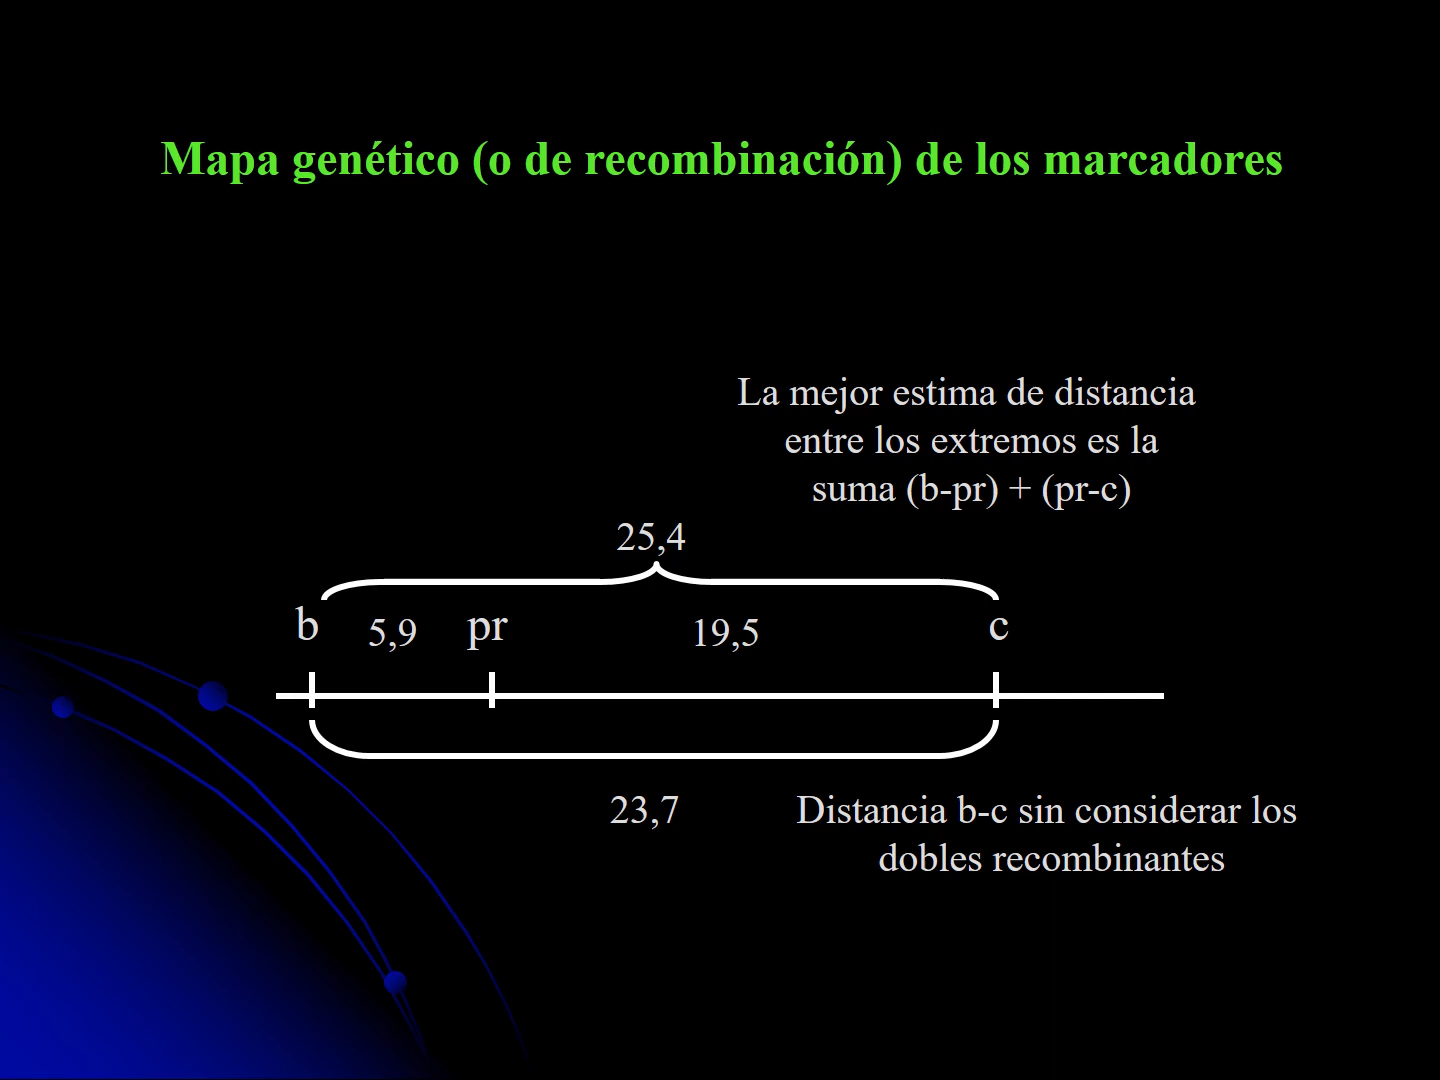 Mapa genético (o de recombinación) de los marcadores
La mejor estima de distancia
entre los extremos es la
suma (b-pr) + (pr-c)
25,4
b 5,9 pr 19,5 c
23,7
Distancia b-c sin considerar los
dobles recombinantes